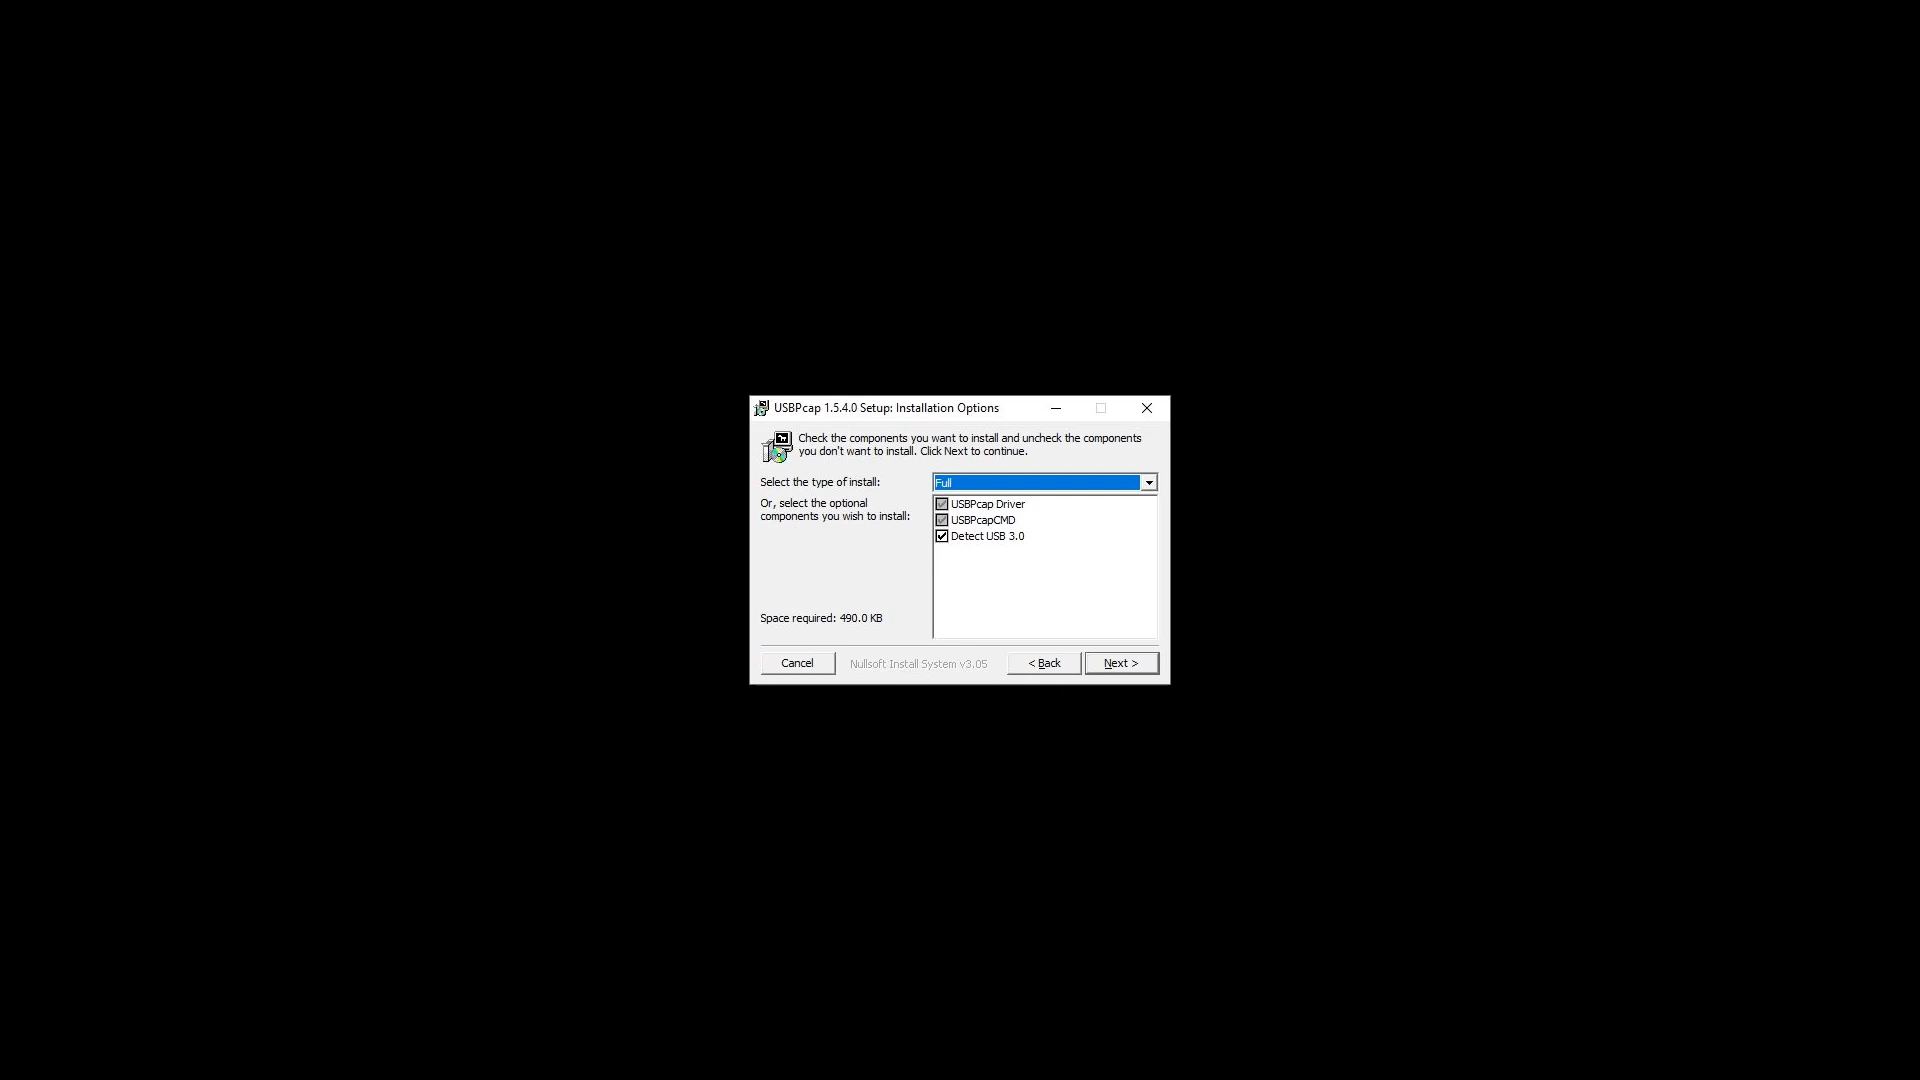 USBPcap 1.5.4.0 Setup: Installation Options
Check the components you want to install and uncheck the components
you don't want to install. Click Next to continue.
Select the type of install:
Full
Or, select the optional
components you wish to install:
USBPcap Driver
USBPcapCMD
Detect USB 3.0
Space required: 490.0 KB
Cancel
Nullsoft Install System v3.05
< Back
Next >